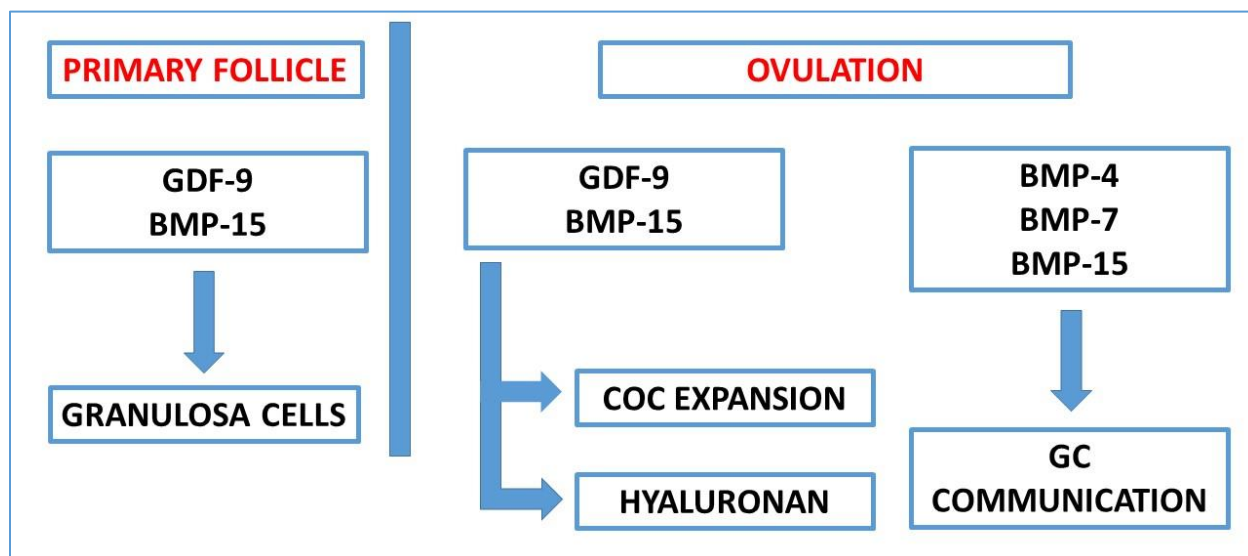 PRIMARY FOLLICLE
GDF-9
BMP-15
GRANULOSA CELLS
OVULATION
GDF-9
BMP-15
COC EXPANSION
HYALURONAN
BMP-4
BMP-7
BMP-15
GC
COMMUNICATION